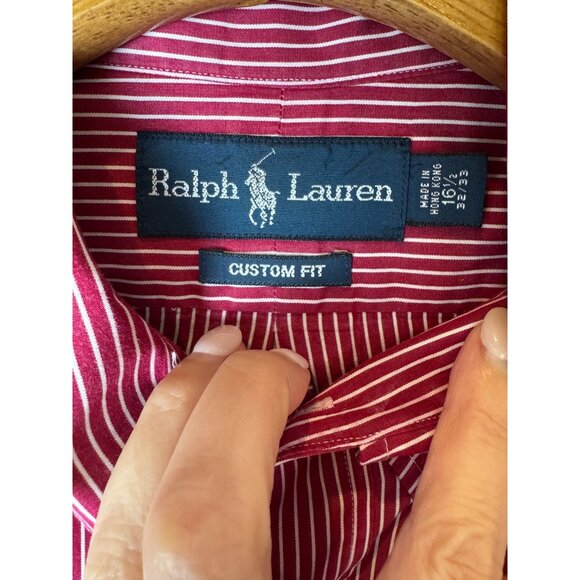 Ralph Lauren
CUSTOM FIT
MADE IN
HONG KONG
16 1/2
32/33